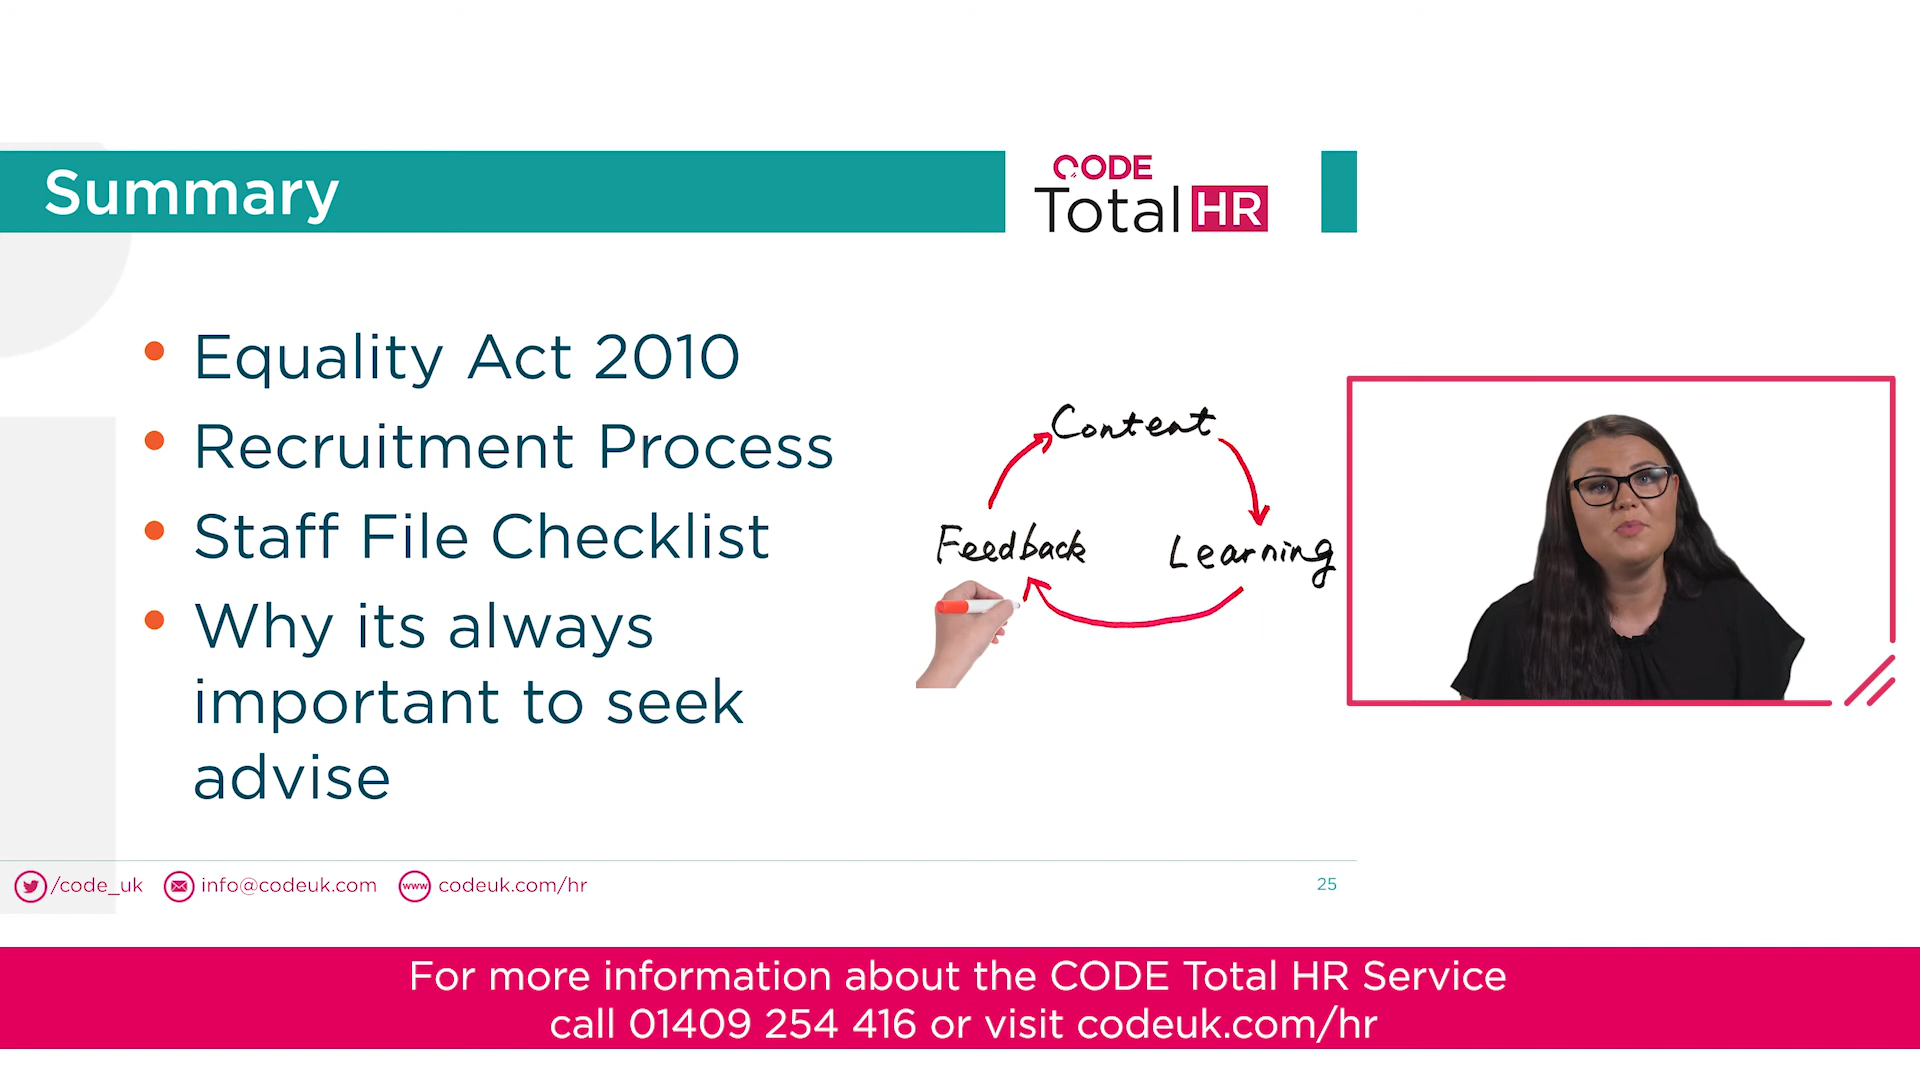 Summary
CODE
Total HR
• Equality Act 2010
• Recruitment Process
• Staff File Checklist
• Why its always
important to seek
advise
Content
Feedback
Learning
/code_uk
info@codeuk.com
www
codeuk.com/hr
25
For more information about the CODE Total HR Service
call 01409 254 416 or visit codeuk.com/hr